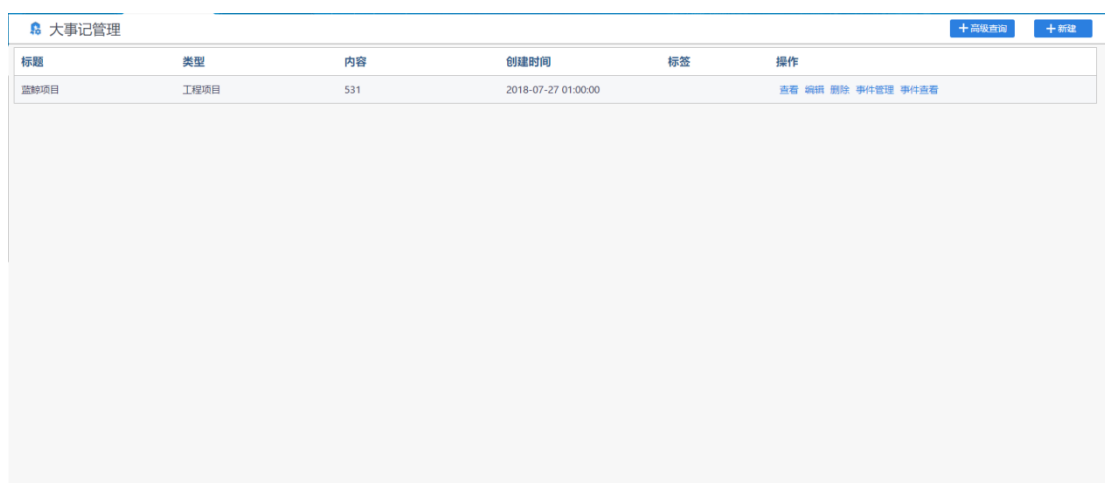 大事记管理 +高级查询 +新建
标题 类型 内容 创建时间 标签 操作
蓝鲸项目 工程项目 531 2018-07-27 01:00:00 查看 编辑 删除 事件管理 事件查看